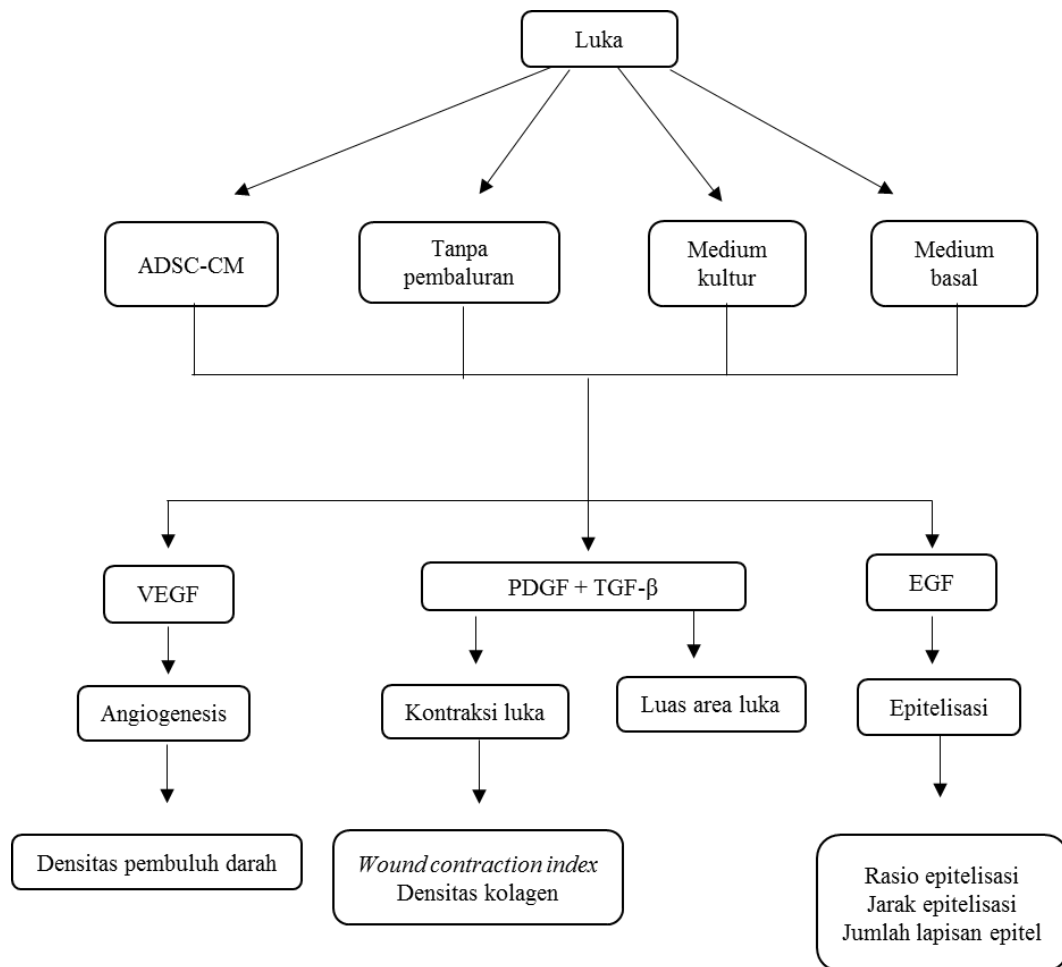 Luka
ADSC-CM
Tanpa
pembaluran
Medium
kultur
Medium
basal
VEGF
PDGF + TGF-β
EGF
Angiogenesis
Kontraksi luka
Luas area luka
Epitelisasi
Densitas pembuluh darah
Wound contraction index
Densitas kolagen
Rasio epitelisasi
Jarak epitelisasi
Jumlah lapisan epitel